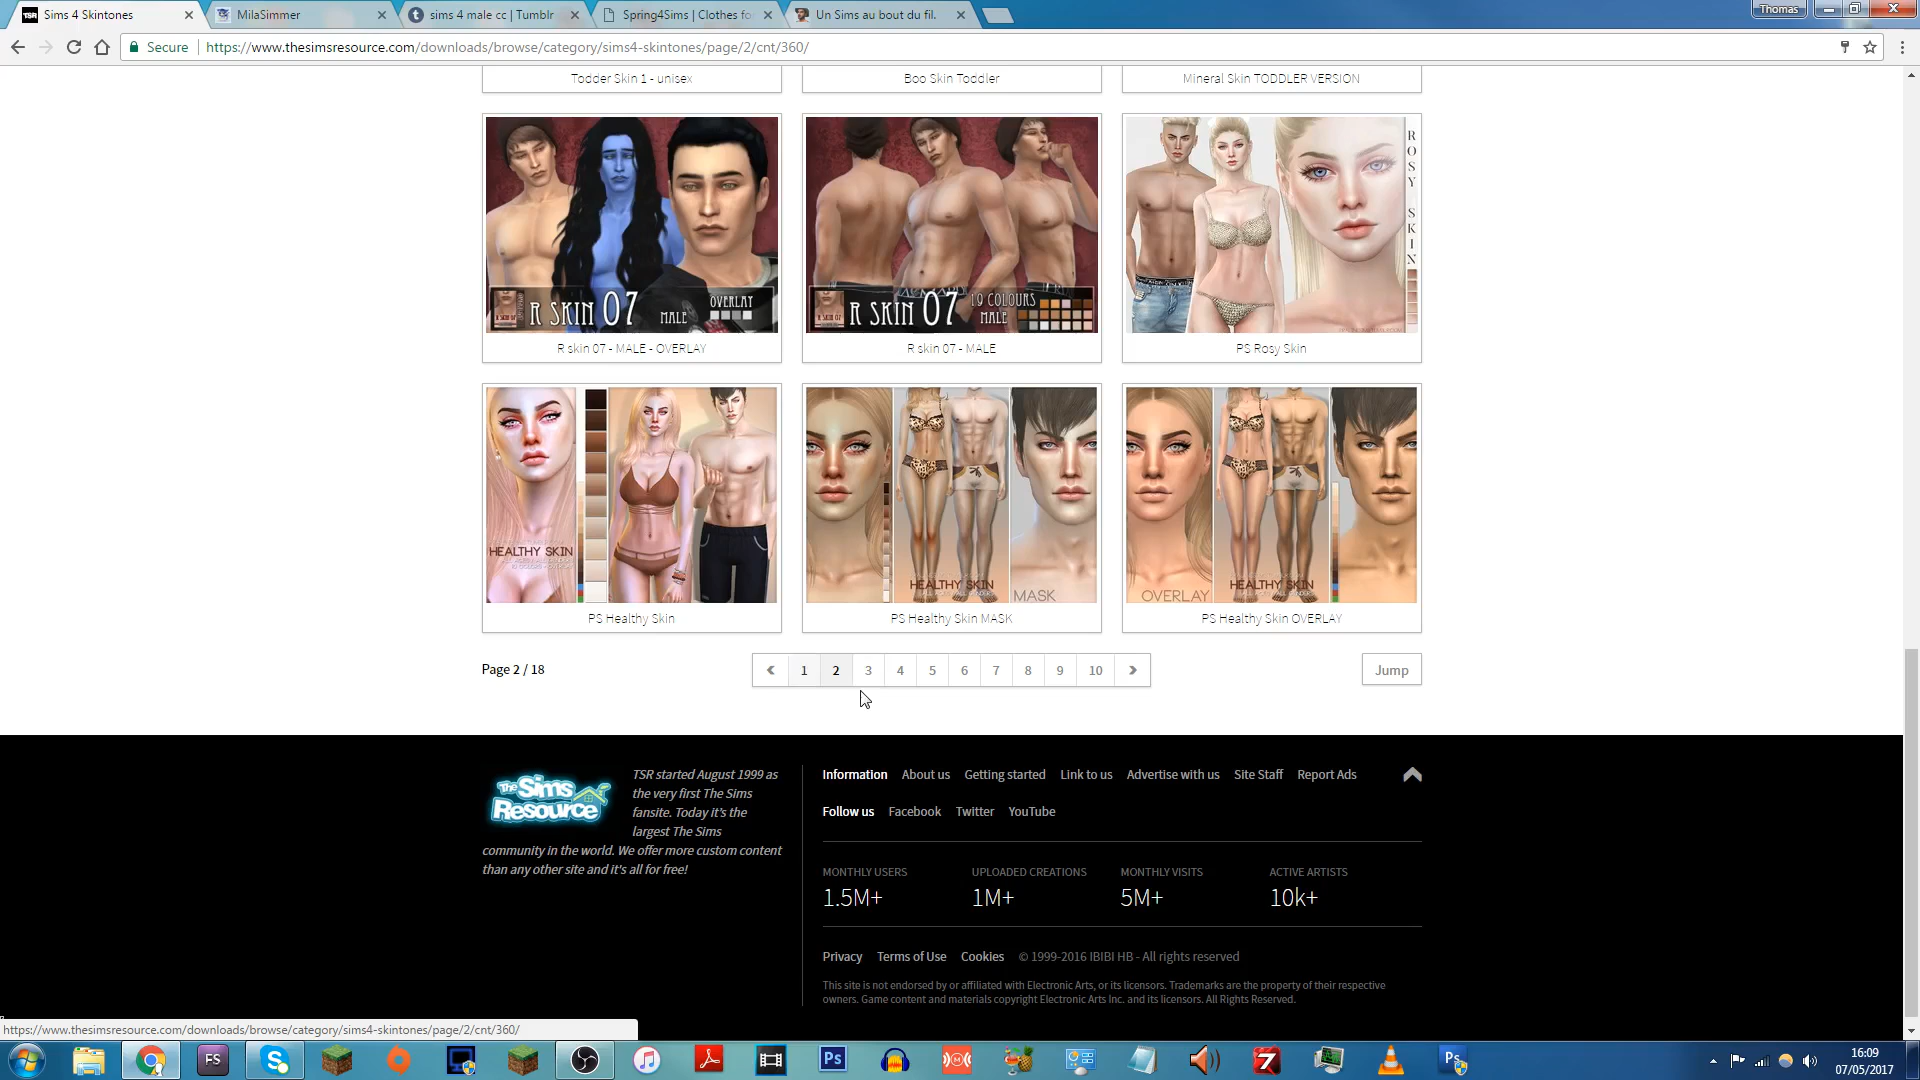 Sims 4 Skintones
MilaSimmer
sims 4 male cc | Tumblr
Spring4Sims | Clothes fo
Un Sims au bout du fil.
Thomas
Secure
https://www.thesimsresource.com/downloads/browse/category/sims4-skintones/page/2/cnt/360/
Todder Skin 1 - unisex
Boo Skin Toddler
Mineral Skin TODDLER VERSION
R SKIN 07 MALE OVERLAY
R skin 07 - MALE - OVERLAY
R SKIN 07 19 COLOURS MALE
R skin 07 - MALE
ROSY SKIN
PS Rosy Skin
HEALTHY SKIN
PS Healthy Skin
HEALTHY SKIN
MASK
PS Healthy Skin MASK
OVERLAY
HEALTHY SKIN
PS Healthy Skin OVERLAY
Page 2 / 18
1 2 3 4 5 6 7 8 9 10
Jump
The Sims Resource
TSR started August 1999 as
the very first The Sims
fansite. Today it's the
largest The Sims
community in the world. We offer more custom content
than any other site and it's all for free!
Information About us Getting started Link to us Advertise with us Site Staff Report Ads
Follow us Facebook Twitter YouTube
MONTHLY USERS UPLOADED CREATIONS MONTHLY VISITS ACTIVE ARTISTS
1.5M+ 1M+ 5M+ 10k+
Privacy Terms of Use Cookies © 1999-2016 IBIBI HB - All rights reserved
This site is not endorsed by or affiliated with Electronic Arts, or its licensors. Trademarks are the property of their respective
owners. Game content and materials copyright Electronic Arts Inc. and its licensors. All Rights Reserved.
https://www.thesimsresource.com/downloads/browse/category/sims4-skintones/page/2/cnt/360/
FS
Ps
Ps
16:09
07/05/2017